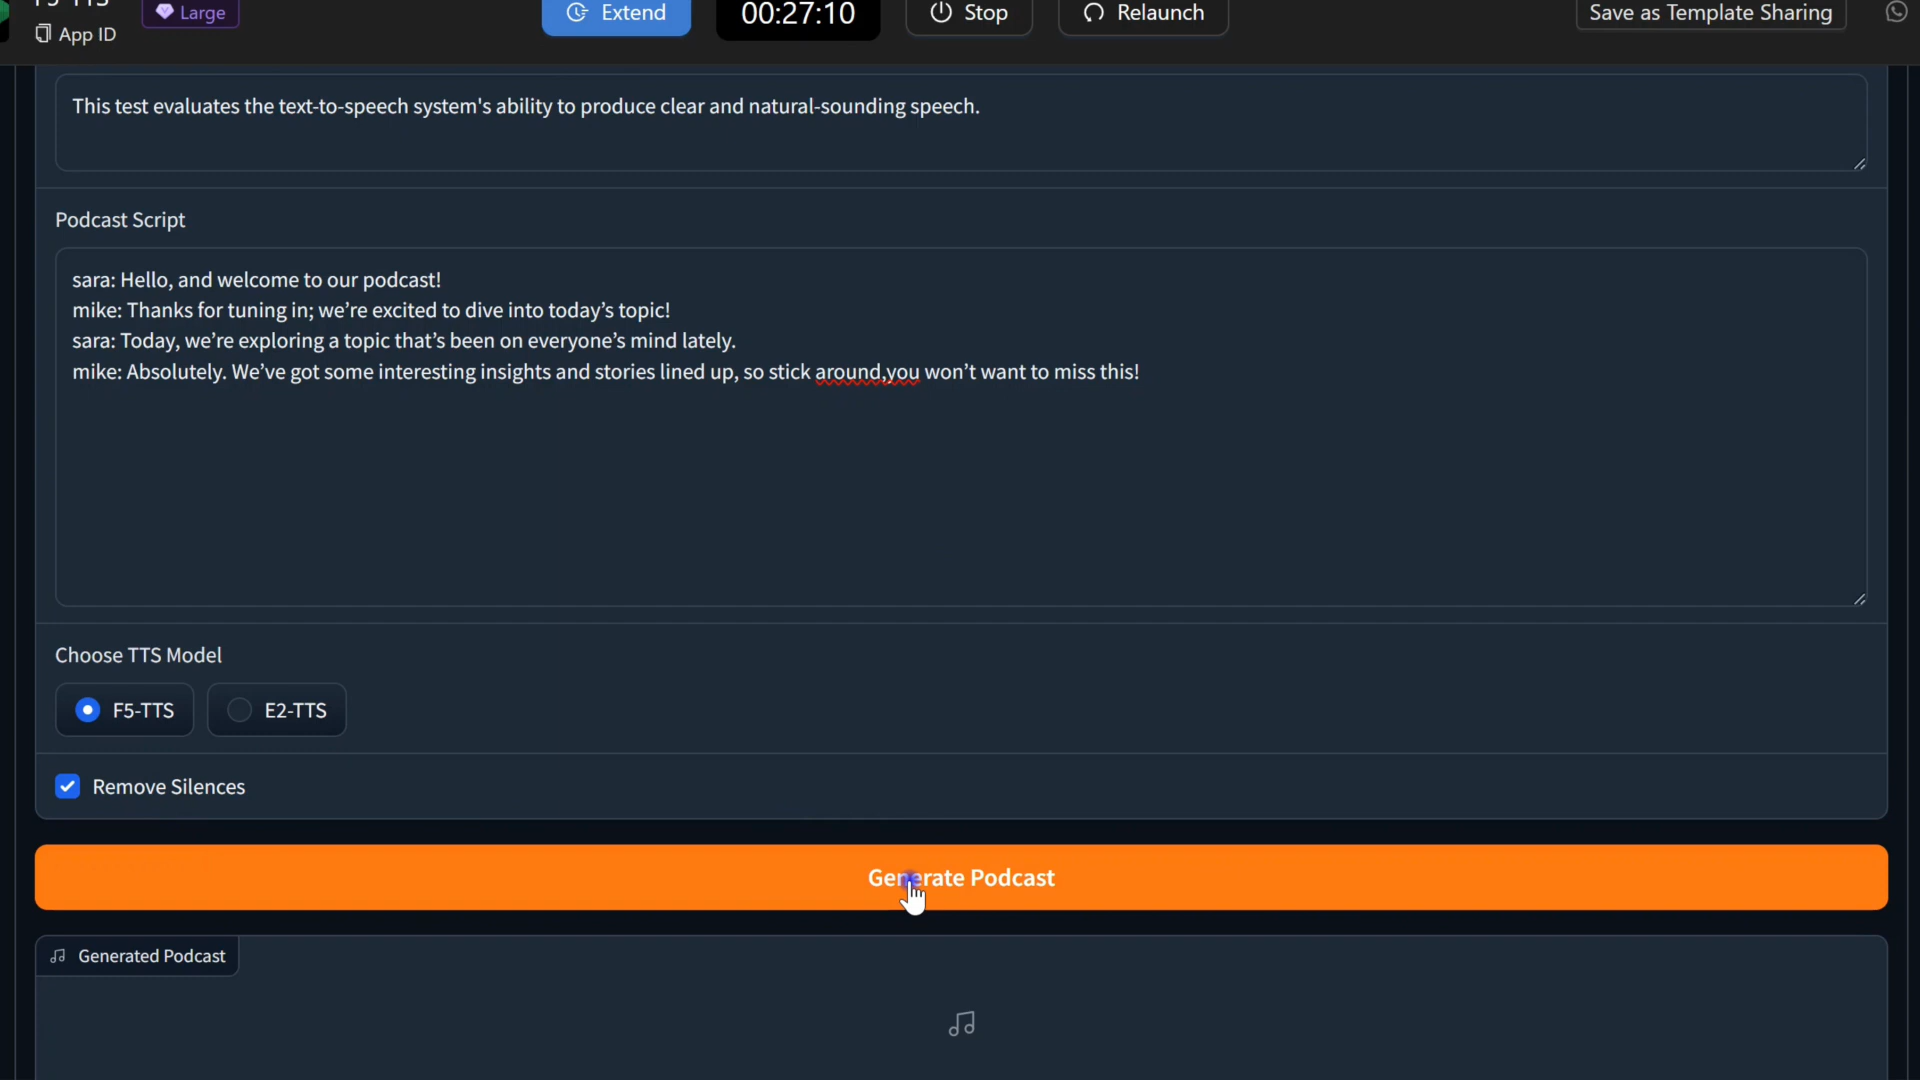 F5-TTS
Large
App ID
Extend
00:27:10
Stop
Relaunch
Save as Template Sharing
This test evaluates the text-to-speech system's ability to produce clear and natural-sounding speech.
Podcast Script
sara: Hello, and welcome to our podcast!
mike: Thanks for tuning in; we’re excited to dive into today’s topic!
sara: Today, we’re exploring a topic that’s been on everyone’s mind lately.
mike: Absolutely. We’ve got some interesting insights and stories lined up, so stick around,you won’t want to miss this!
Choose TTS Model
F5-TTS
E2-TTS
Remove Silences
Generate Podcast
Generated Podcast